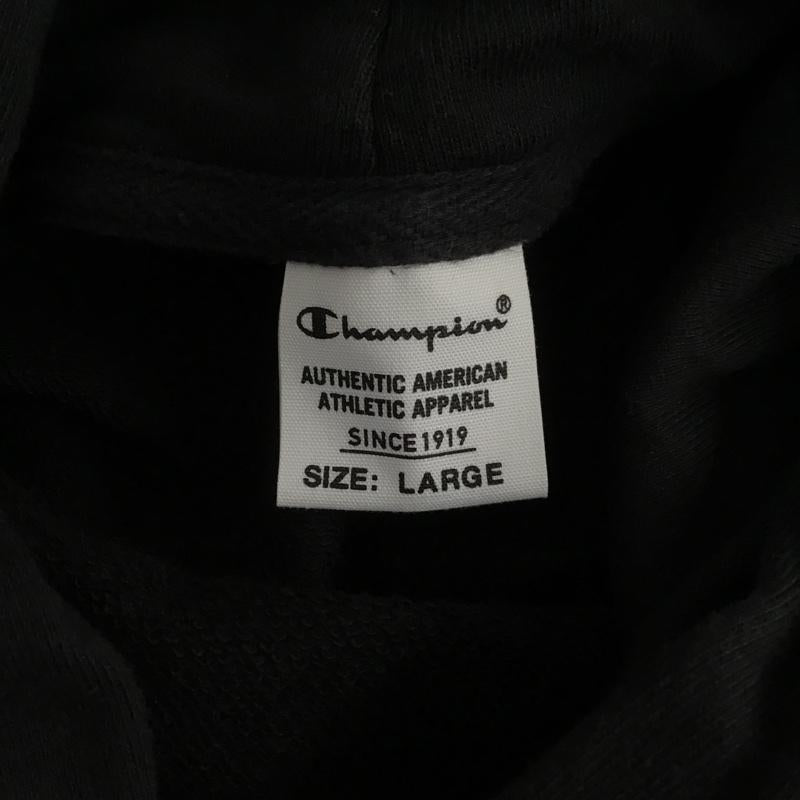 Champion®
AUTHENTIC AMERICAN
ATHLETIC APPAREL
SINCE 1919
SIZE: LARGE